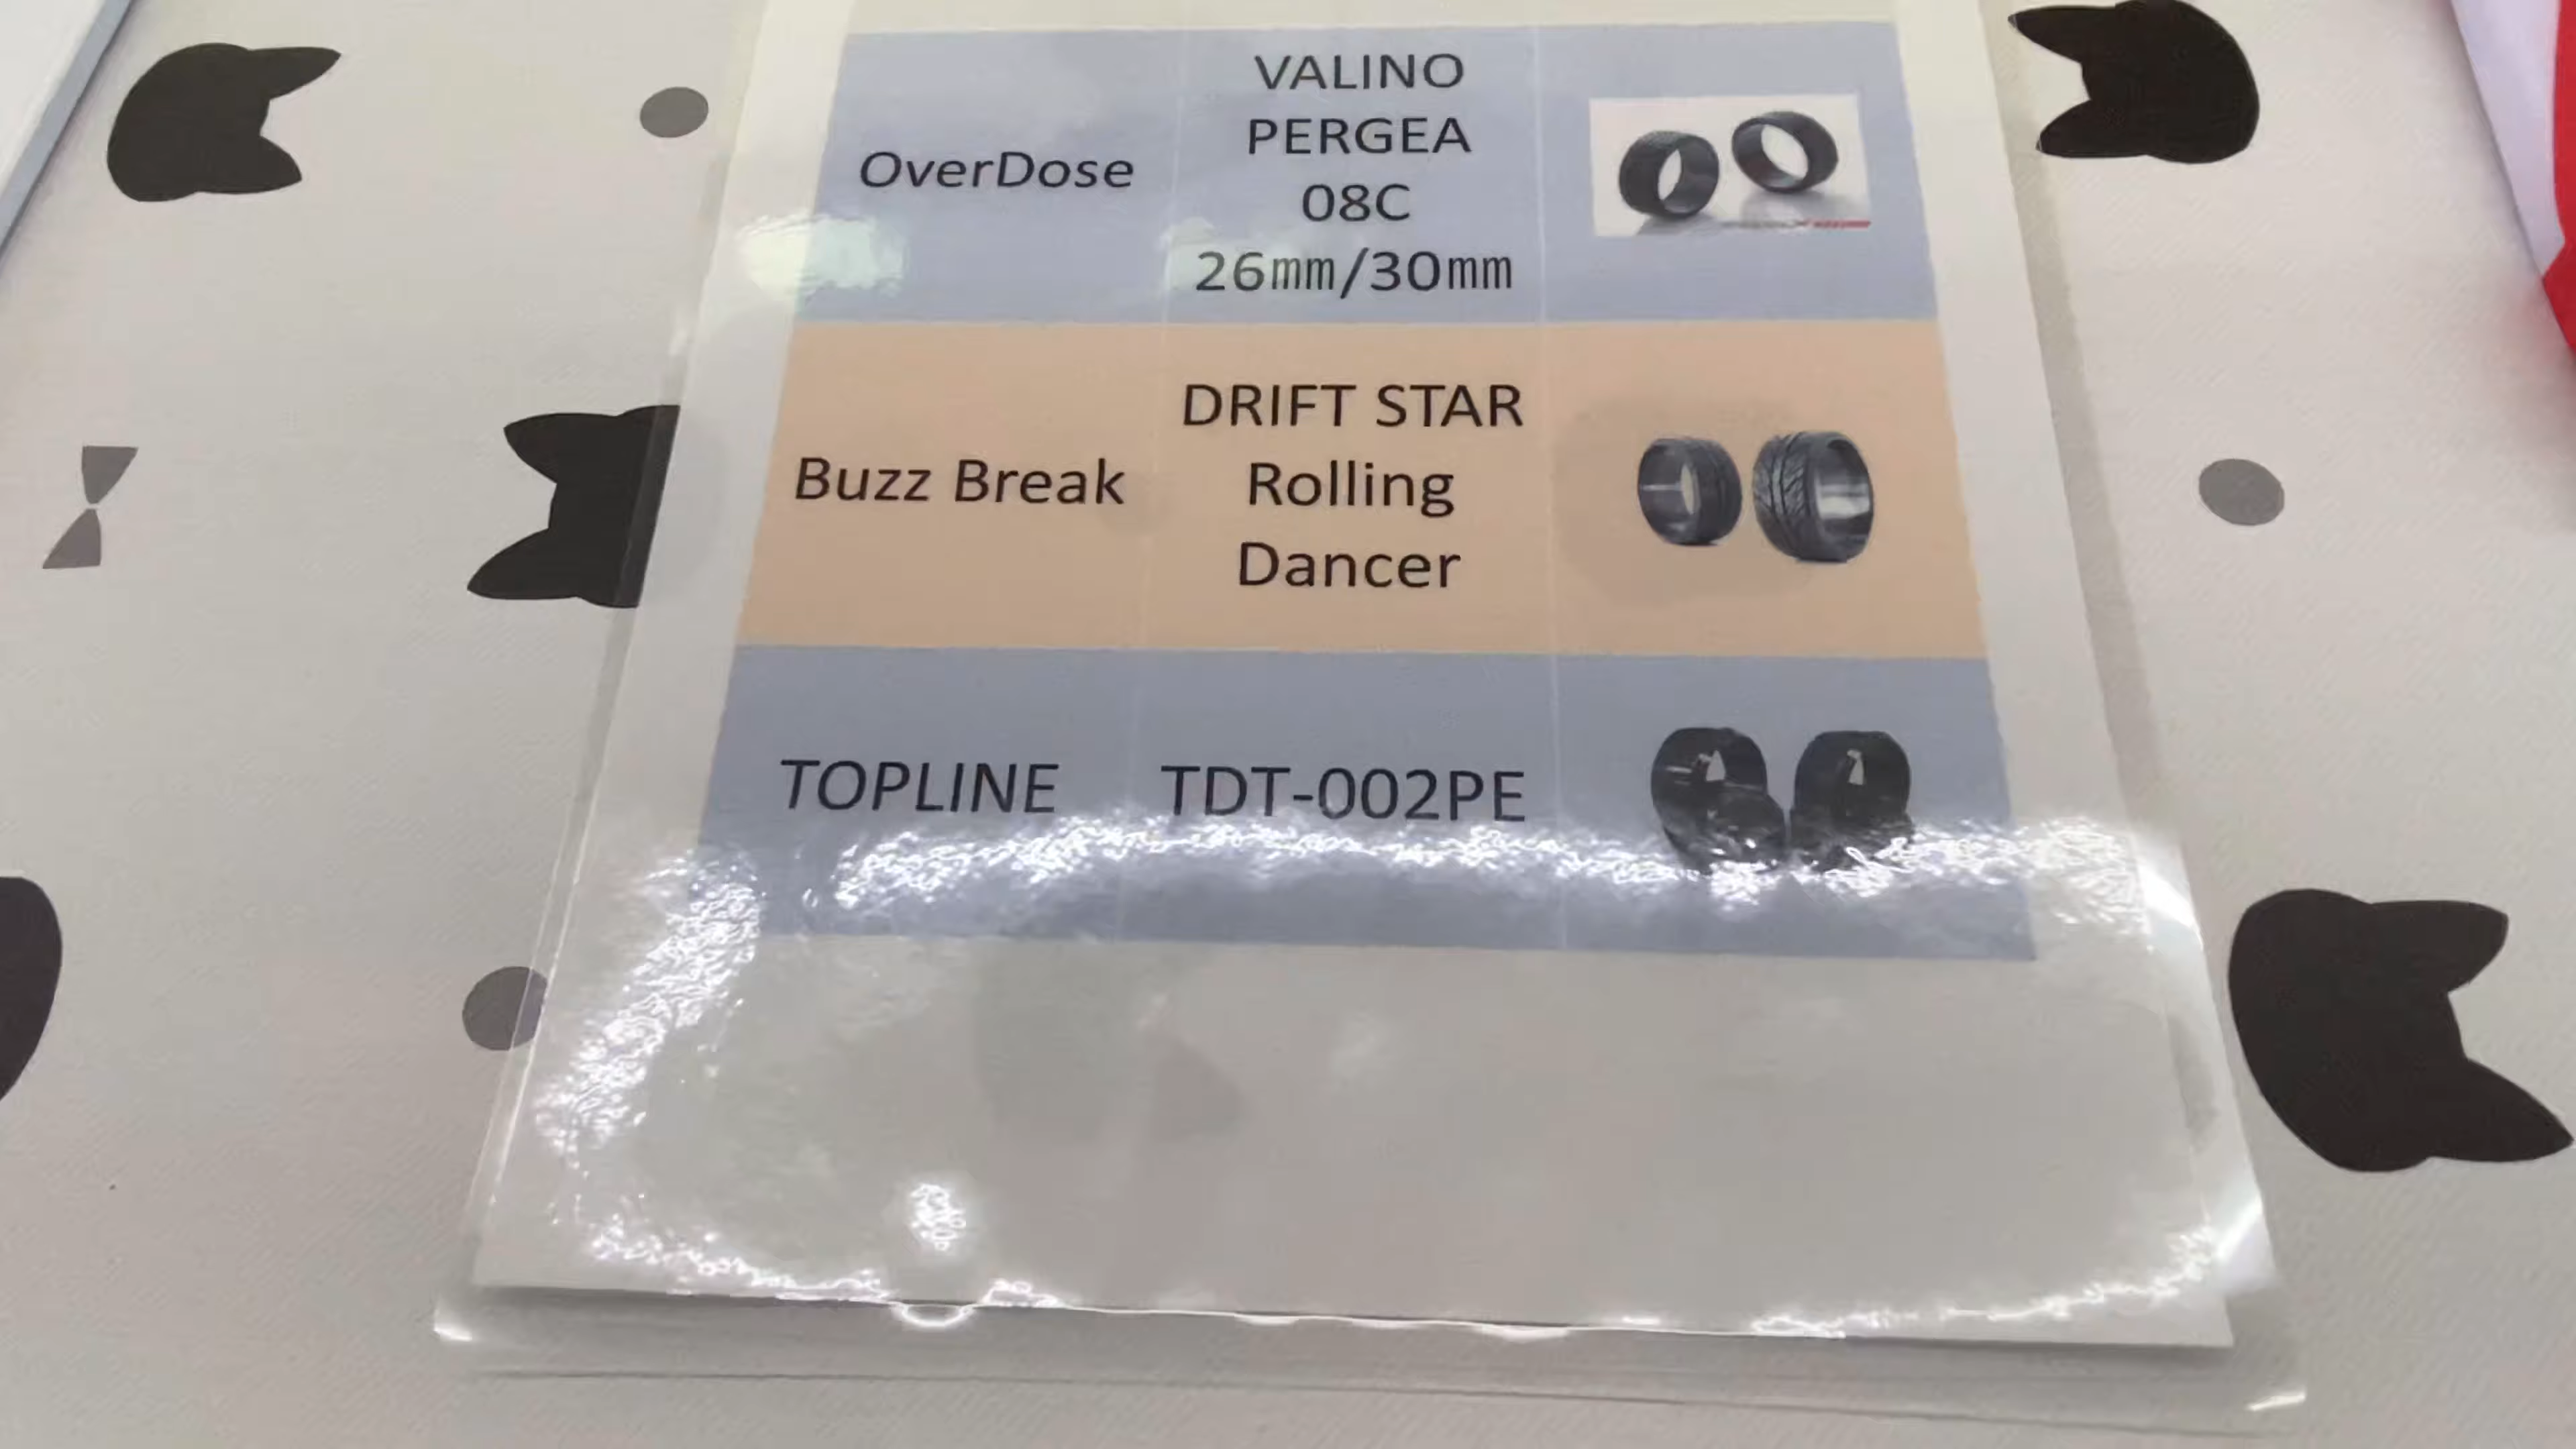 OverDose
VALINO
PERGEA
08C
26mm/30mm
Buzz Break
DRIFT STAR
Rolling
Dancer
TOPLINE
TDT-002PE